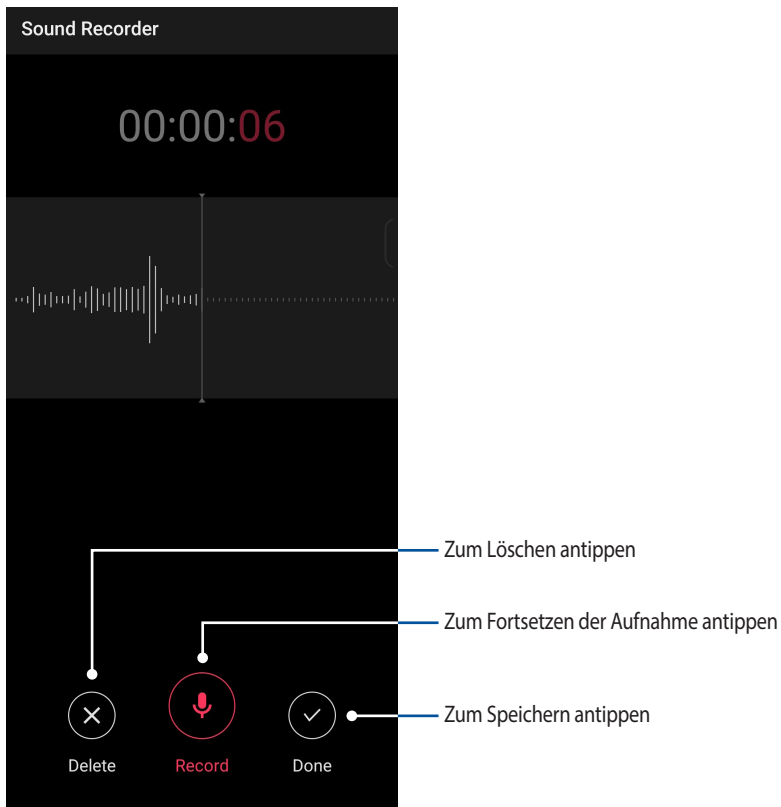 Sound Recorder
00:00:06
Zum Löschen antippen
Zum Fortsetzen der Aufnahme antippen
Zum Speichern antippen
Delete
Record
Done